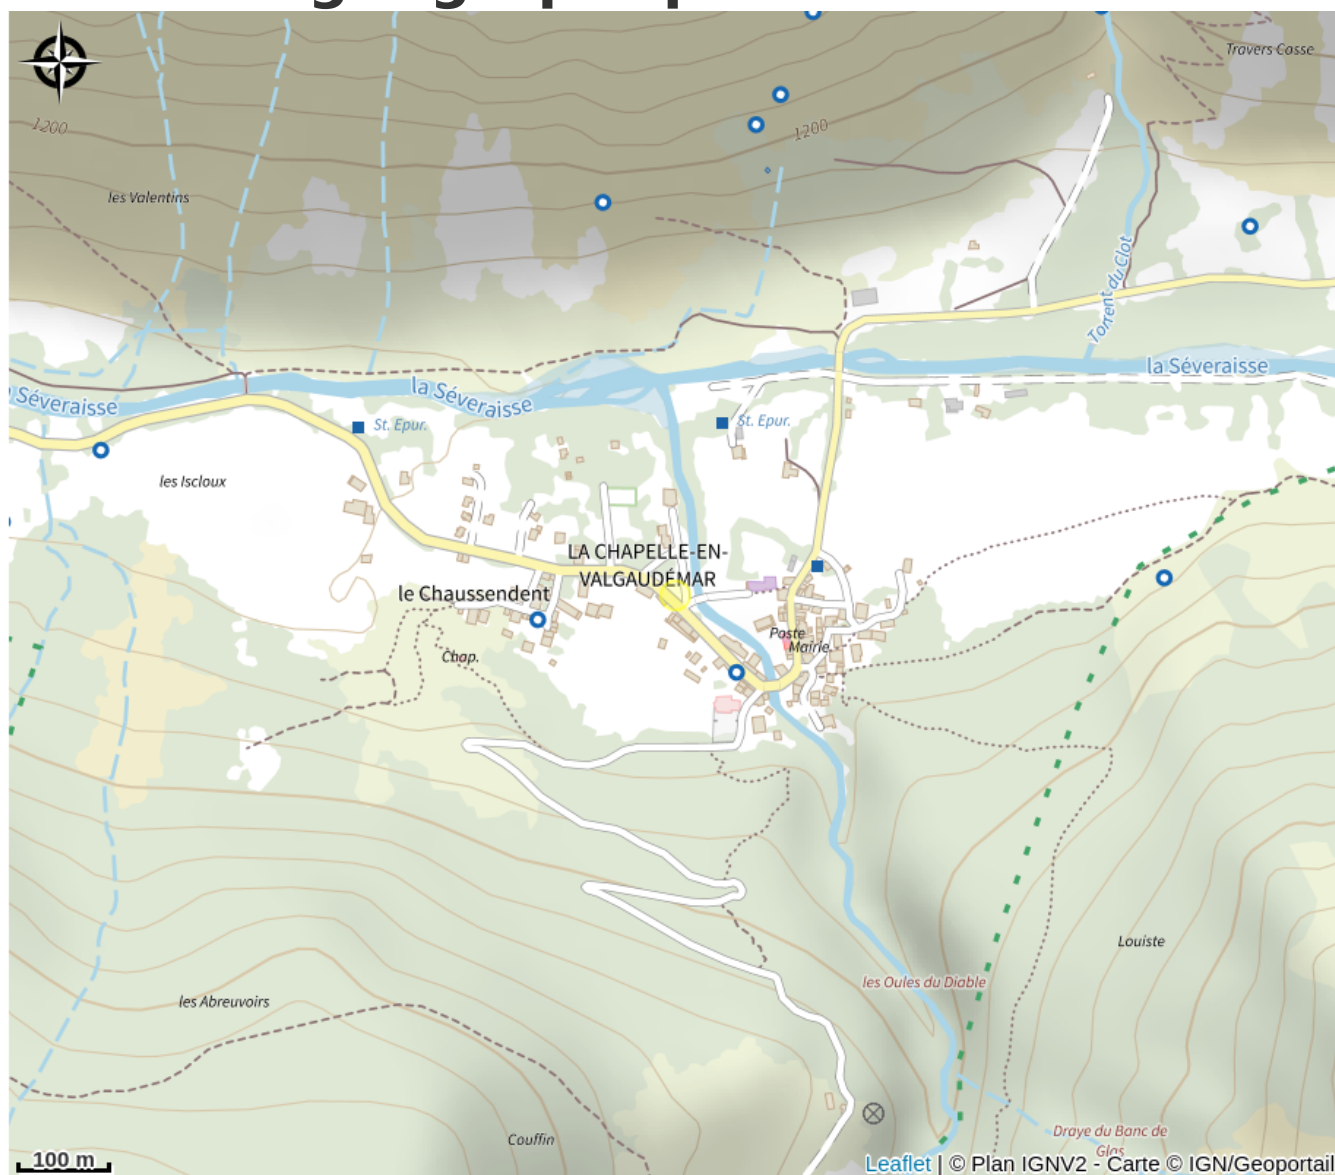 Travers Casse
1200
1200
les Valentins
Torrent du Clot
la Séveraisse
la Séveraisse
Séveraisse
St. Epur.
St. Epur.
les Iscloux
LA CHAPELLE-EN-
VALGAUDÉMAR
le Chaussendent
Poste
Mairie
Chap.
Louiste
les Oules du Diable
les Abreuvoirs
Couffin
Draye du Banc de
Glas
100 m
Leaflet | © Plan IGNV2 - Carte © IGN/Geoportail